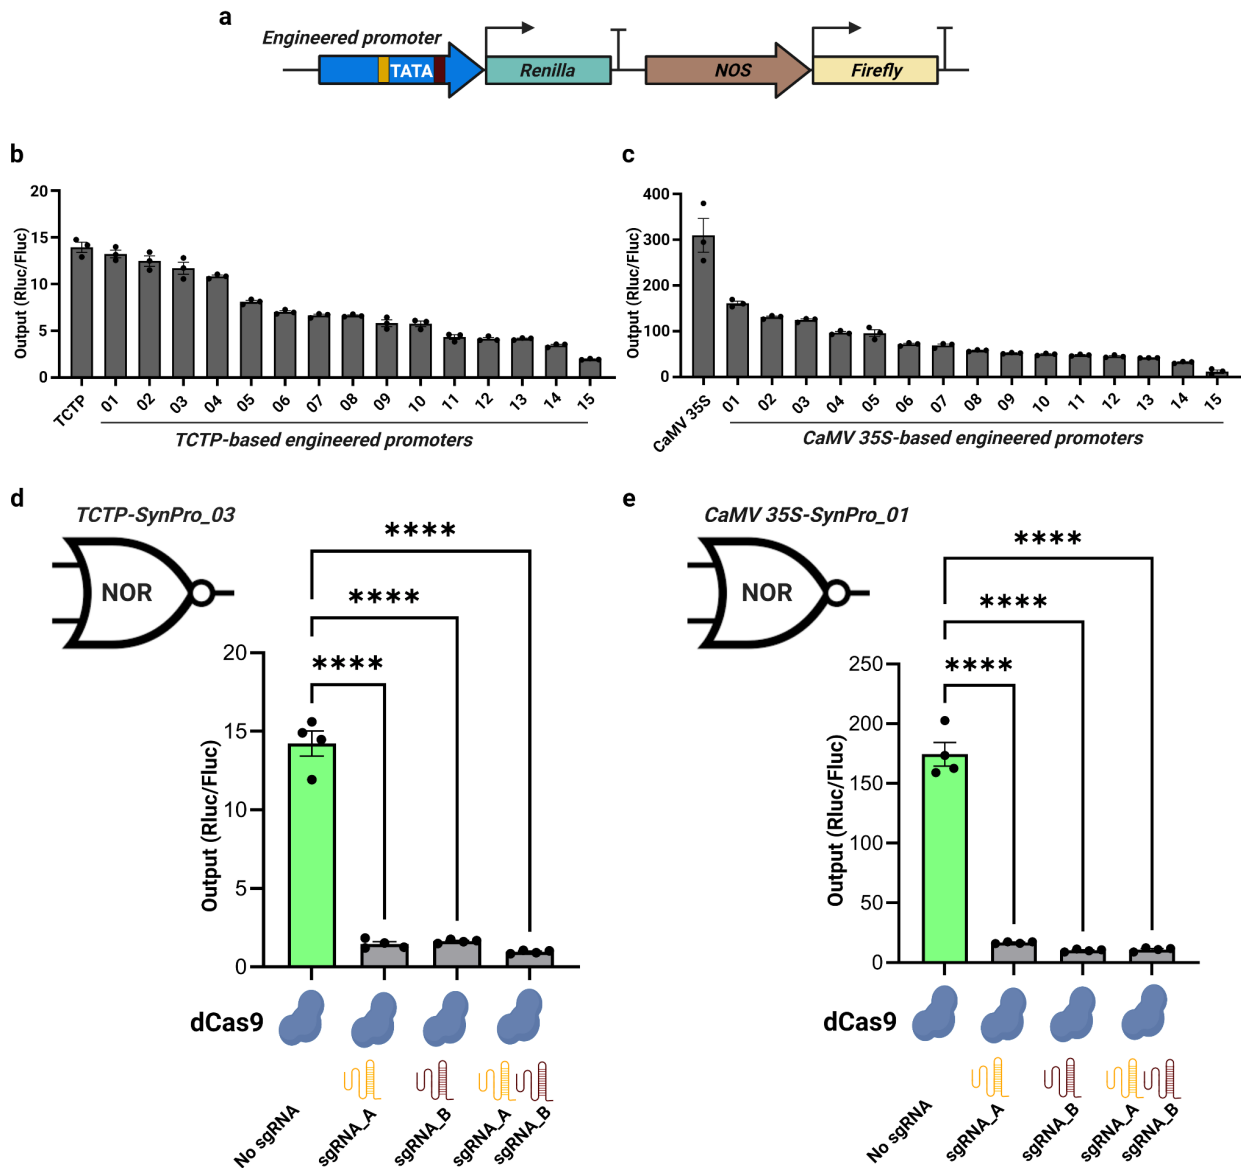 a
Engineered promoter
TATA
Renilla
NOS
Firefly
b
Output (Rluc/Fluc)
20
15
10
5
0
TCTP
01
02
03
04
05
06
07
08
09
10
11
12
13
14
15
TCTP-based engineered promoters
c
Output (Rluc/Fluc)
400
300
200
100
0
CaMV 35S
01
02
03
04
05
06
07
08
09
10
11
12
13
14
15
CaMV 35S-based engineered promoters
d
TCTP-SynPro_03
NOR
****
****
****
Output (Rluc/Fluc)
20
15
10
5
0
dCas9
No sgRNA
sgRNA_A
sgRNA_B
sgRNA_A
sgRNA_B
e
CaMV 35S-SynPro_01
NOR
****
****
****
Output (Rluc/Fluc)
250
200
150
100
50
0
dCas9
No sgRNA
sgRNA_A
sgRNA_B
sgRNA_A
sgRNA_B